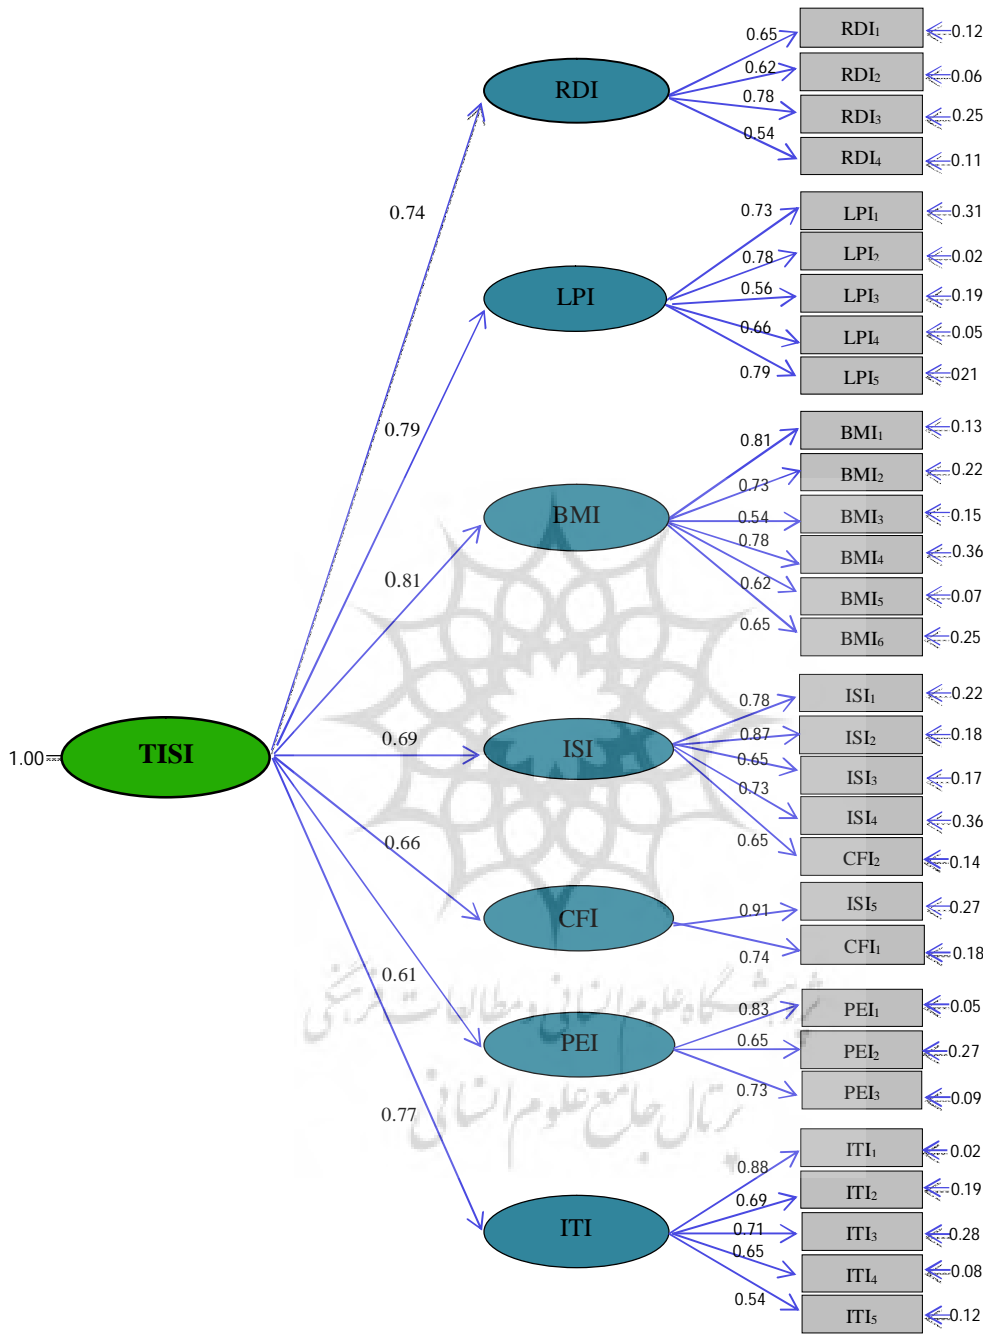 0.65 RDI₁ 0.12
0.62 RDI₂ 0.06
RDI
0.78 RDI₃ 0.25
0.54 RDI₄ 0.11
0.74
0.73 LPI₁ 0.31
0.78 LPI₂ 0.02
LPI
0.56 LPI₃ 0.19
0.66 LPI₄ 0.05
0.79 LPI₅ 021
0.79
0.81 BMI₁ 0.13
0.73 BMI₂ 0.22
BMI
0.54 BMI₃ 0.15
0.78 BMI₄ 0.36
0.62 BMI₅ 0.07
0.65 BMI₆ 0.25
0.81
0.78 ISI₁ 0.22
0.87 ISI₂ 0.18
1.00 TISI 0.69 ISI
0.65 ISI₃ 0.17
0.73 ISI₄ 0.36
0.65 CFI₂ 0.14
0.66
CFI
0.91 ISI₅ 0.27
0.74 CFI₁ 0.18
0.61
پژوهشگاه علوم انسانی و مطالعات فرهنگی
0.83 PEI₁ 0.05
PEI
0.65 PEI₂ 0.27
0.73 PEI₃ 0.09
پرتال جامع علوم انسانی
0.77
0.88 ITI₁ 0.02
0.69 ITI₂ 0.19
ITI
0.71 ITI₃ 0.28
0.65 ITI₄ 0.08
0.54 ITI₅ 0.12